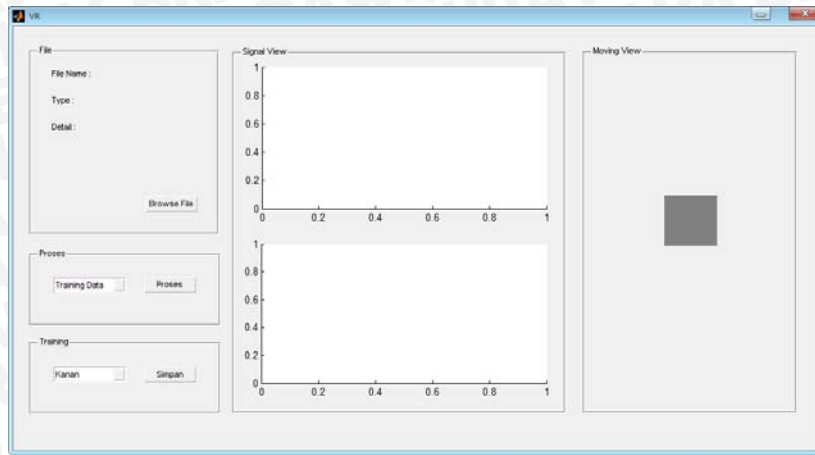 VR
File
File Name :
Type :
Detail :
Browse File
Proses
Training Data
Proses
Training
Kanan
Simpan
Signal View
1
0.8
0.6
0.4
0.2
0
0 0.2 0.4 0.6 0.8 1
1
0.8
0.6
0.4
0.2
0
0 0.2 0.4 0.6 0.8 1
Moving View